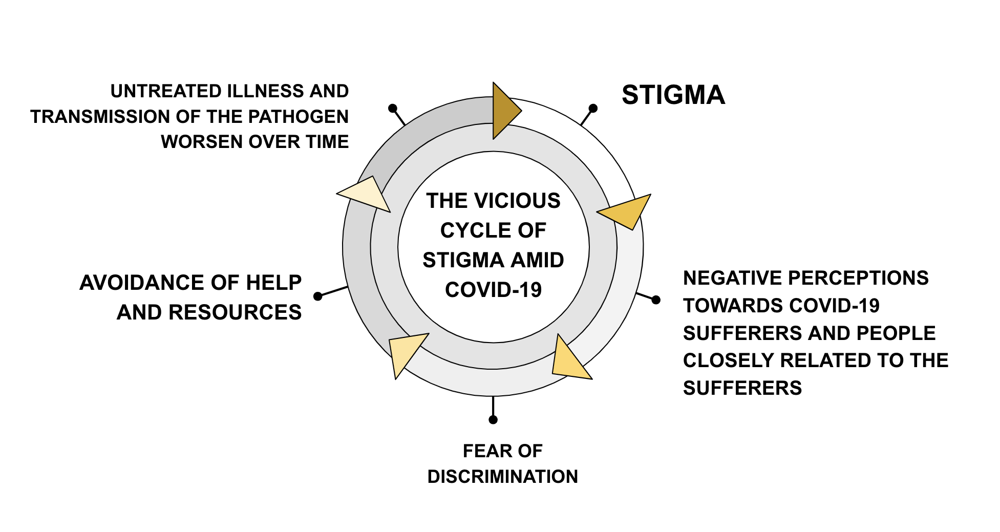 UNTREATED ILLNESS AND
TRANSMISSION OF THE PATHOGEN
WORSEN OVER TIME
STIGMA
THE VICIOUS
CYCLE OF
STIGMA AMID
COVID-19
AVOIDANCE OF HELP
AND RESOURCES
NEGATIVE PERCEPTIONS
TOWARDS COVID-19
SUFFERERS AND PEOPLE
CLOSELY RELATED TO THE
SUFFERERS
FEAR OF
DISCRIMINATION